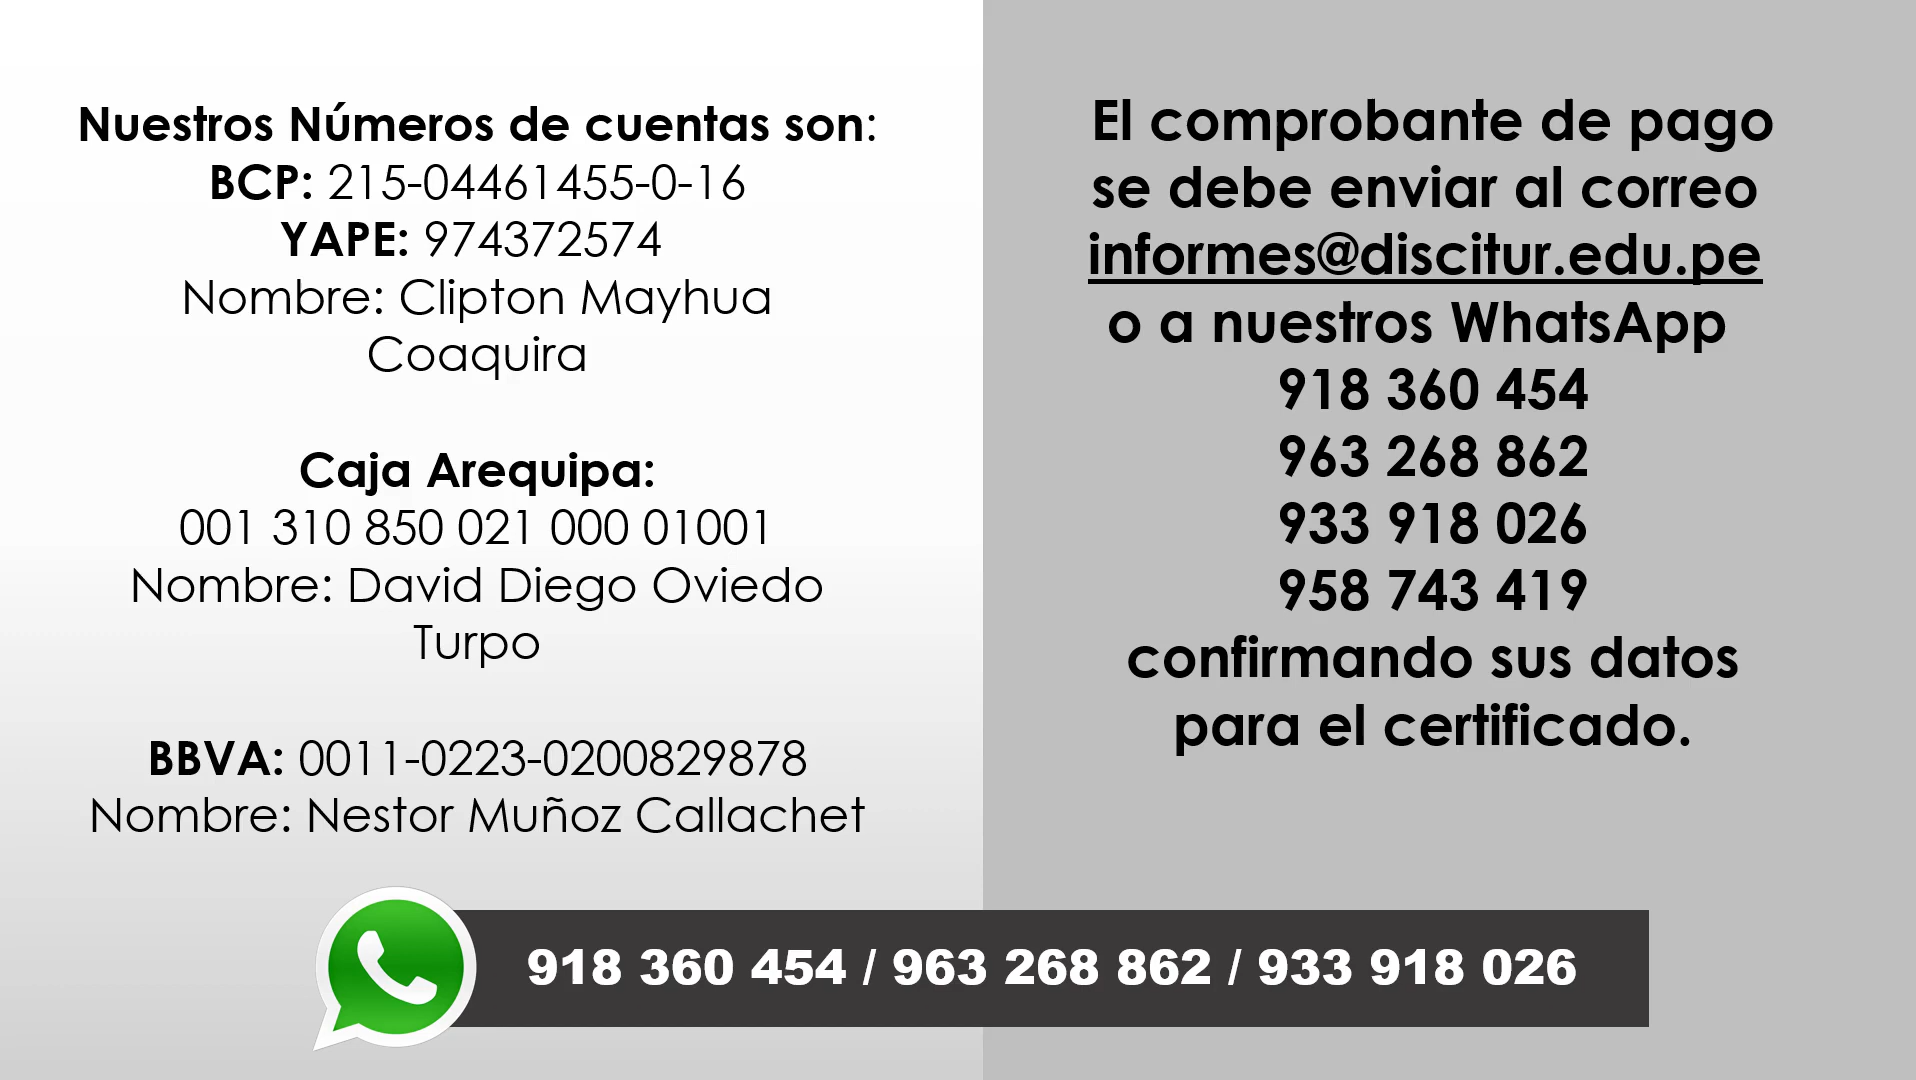 Nuestros Números de cuentas son:
BCP: 215-04461455-0-16
YAPE: 974372574
Nombre: Clipton Mayhua
Coaquira
Caja Arequipa:
001 310 850 021 000 01001
Nombre: David Diego Oviedo
Turpo
BBVA: 0011-0223-0200829878
Nombre: Nestor Muñoz Callachet
El comprobante de pago
se debe enviar al correo
informes@discitur.edu.pe
o a nuestros WhatsApp
918 360 454
963 268 862
933 918 026
958 743 419
confirmando sus datos
para el certificado.
918 360 454 / 963 268 862 / 933 918 026